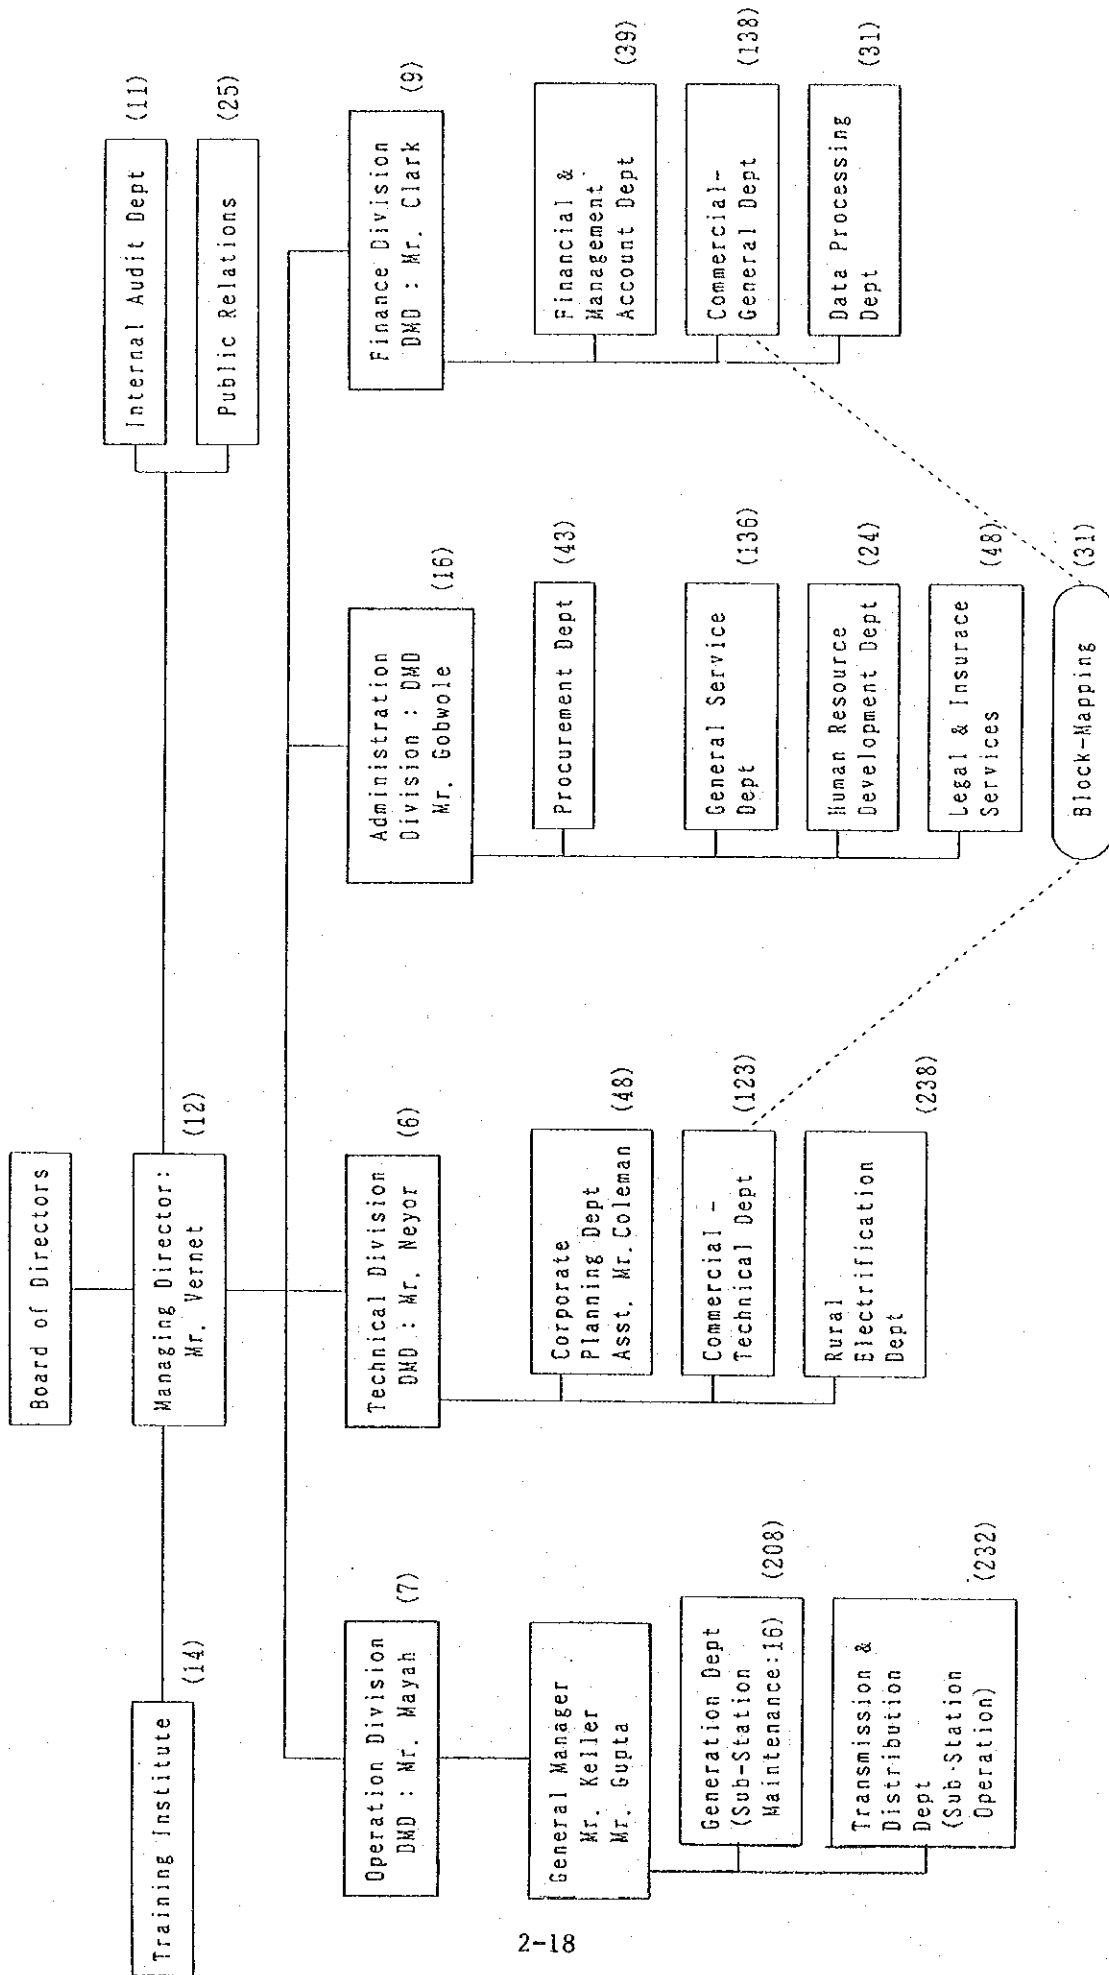 Board of Directors
Managing Director:
Mr. Vernet
(12)
Training Institute
(14)
Internal Audit Dept
(11)
Public Relations
(25)
Operation Division
DMD : Mr. Mayah
(7)
General Manager
Mr. Keller
Mr. Gupta
Generation Dept
(Sub-Station
Maintenance:16)
(208)
Transmission &
Distribution
Dept
(Sub-Station
Operation)
(232)
Technical Division
DMD : Mr. Neyor
(6)
Corporate
Planning Dept
Asst. Mr.Coleman
(48)
Commercial -
Technical Dept
(123)
Rural
Electrification
Dept
(238)
Administration
Division : DMD
Mr. Gobwole
(16)
Procurement Dept
(43)
General Service
Dept
(136)
Human Resource
Development Dept
(24)
Legal & Insurace
Services
(48)
Finance Division
DMD : Mr. Clark
(9)
Financial &
Management
Account Dept
(39)
Commercial-
General Dept
(138)
Data Processing
Dept
(31)
Block-Mapping
(31)
2-18